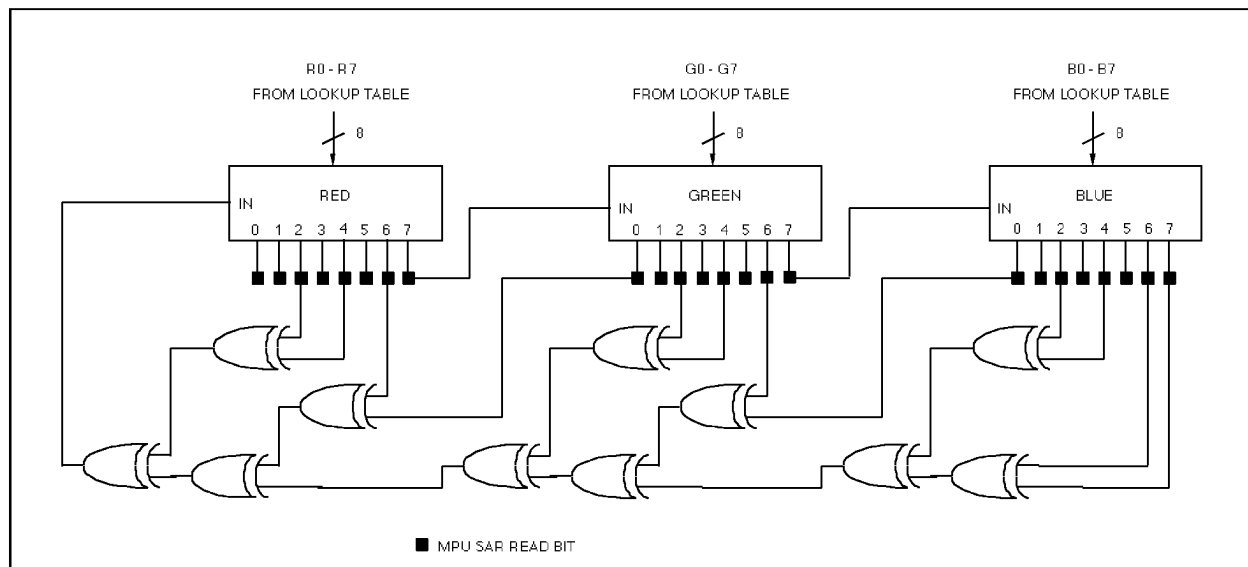 R0 - R7
FROM LOOKUP TABLE
8
G0 - G7
FROM LOOKUP TABLE
8
B0 - B7
FROM LOOKUP TABLE
8
RED
IN
0 1 2 3 4 5 6 7
GREEN
IN
0 1 2 3 4 5 6 7
BLUE
IN
0 1 2 3 4 5 6 7
MPU SAR READ BIT